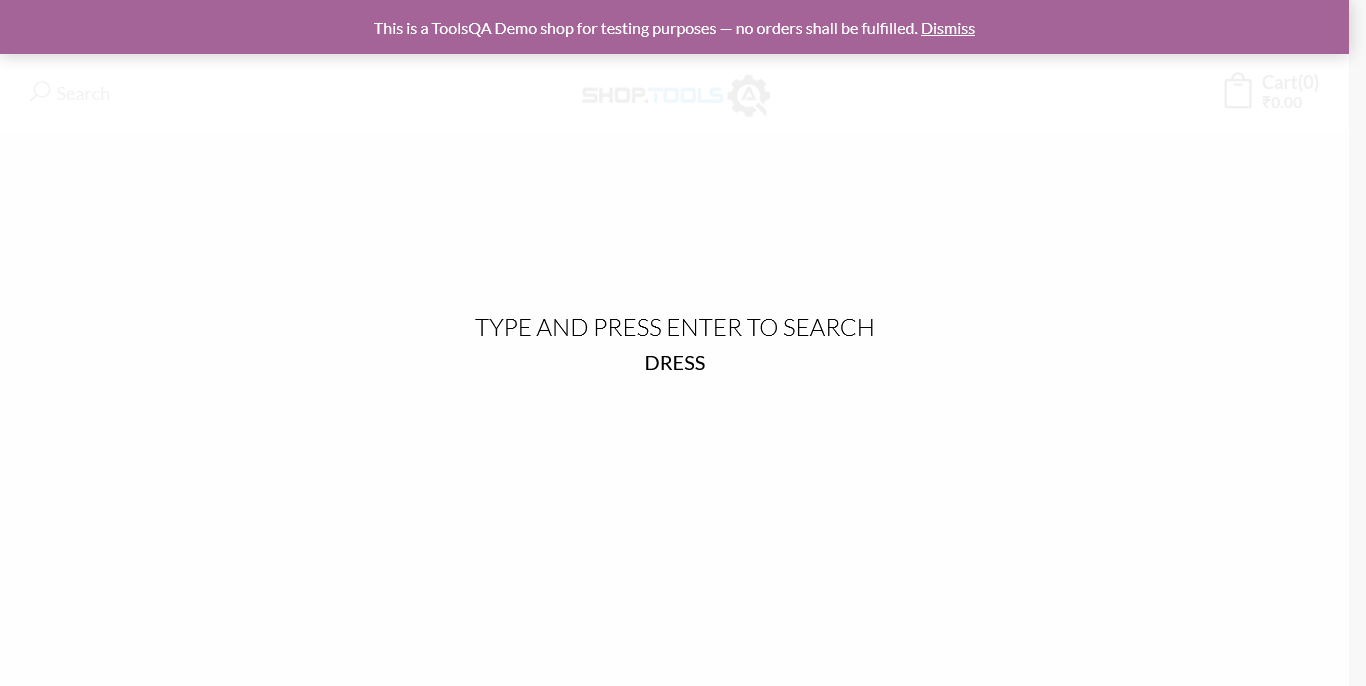 This is a ToolsQA Demo shop for testing purposes — no orders shall be fulfilled. Dismiss
Search
SHOP.TOOLS
Cart(0)
₹0.00
TYPE AND PRESS ENTER TO SEARCH
DRESS